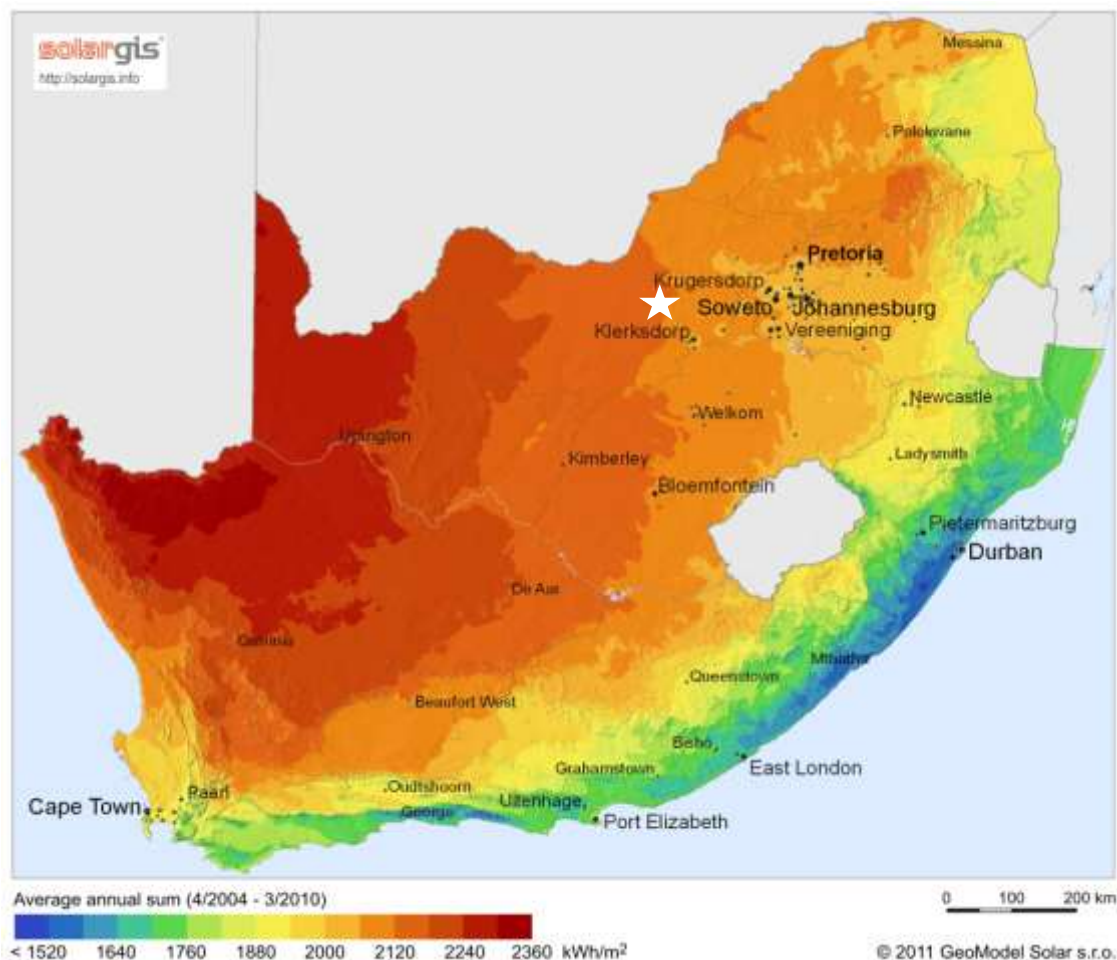 solargis
http://solargis.info
Messina
Polokwane
Pretoria
Krugersdorp
Soweto
Johannesburg
Klerksdorp
Vereeniging
Newcastle
Welkom
Upington
Kimberley
Ladysmith
Bloemfontein
Pietermaritzburg
Durban
De Aar
Mthatha
Queenstown
Beaufort West
Bisho
East London
Grahamstown
Oudtshoorn
Paarl
Uitenhage
Cape Town
George
Port Elizabeth
Average annual sum (4/2004 - 3/2010)
0 100 200 km
< 1520 1640 1760 1880 2000 2120 2240 2360 kWh/m²
© 2011 GeoModel Solar s.r.o.